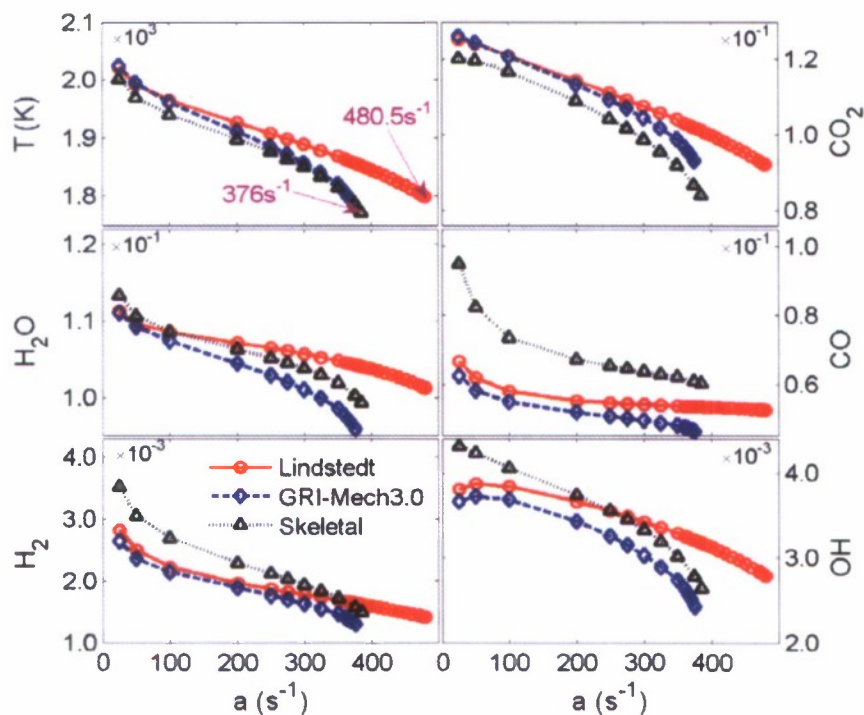 2.1
×10³
2.0
1.9
1.8
T (K)
480.5s⁻¹
376s⁻¹
×10⁻¹
1.2
1.0
0.8
CO₂
1.2
×10⁻¹
1.1
1.0
H₂O
×10⁻¹
1.0
0.8
0.6
CO
4.0
×10⁻³
3.0
2.0
1.0
H₂
Lindstedt
GRI-Mech3.0
Skeletal
×10⁻³
4.0
3.0
2.0
OH
0 100 200 300 400
0 100 200 300 400
a (s⁻¹)
a (s⁻¹)